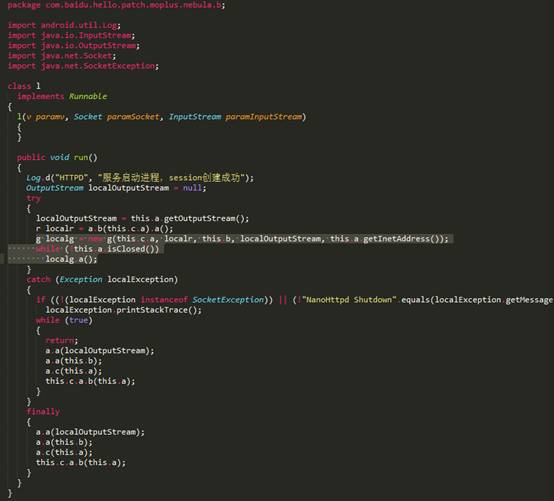 package com.baidu.hello.patch.moplus.nebula.b;
import android.util.Log;
import java.io.InputStream;
import java.io.OutputStream;
import java.net.Socket;
import java.net.SocketException;
class l
implements Runnable
{
l(v paramv, Socket paramSocket, InputStream paramInputStream)
{
}
public void run()
{
Log.d("HTTPD", "服务启动进程，session创建成功");
OutputStream localOutputStream = null;
try
{
localOutputStream = this.a.getOutputStream();
r localr = a.b(this.c.a).a();
g localg = new g(this.c.a, localr, this.b, localOutputStream, this.a.getInetAddress());
while (!this.a.isClosed())
localg.a();
}
catch (Exception localException)
{
if ((!(localException instanceof SocketException)) || (!"NanoHttpd Shutdown".equals(localException.getMessage
localException.printStackTrace();
while (true)
{
return;
a.a(localOutputStream);
a.a(this.b);
a.c(this.a);
this.c.a.b(this.a);
}
}
finally
{
a.a(localOutputStream);
a.a(this.b);
a.c(this.a);
this.c.a.b(this.a);
}
}
}